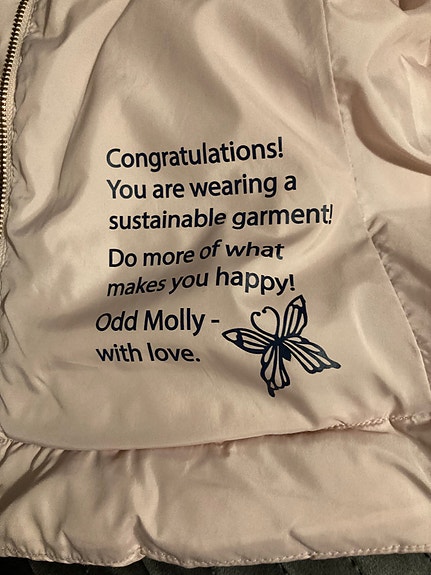 Congratulations!
You are wearing a
sustainable garment!
Do more of what
makes you happy!
Odd Molly -
with love.